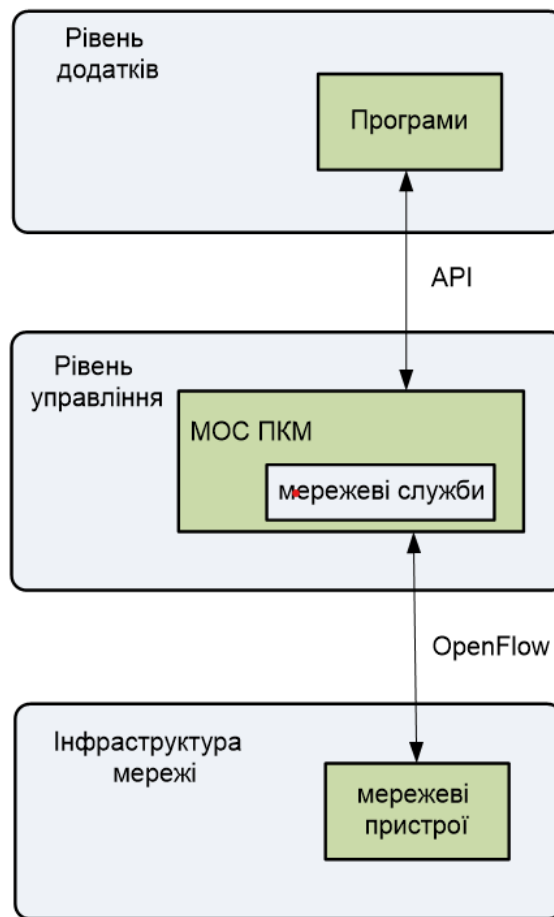 Рівень
додатків
Програми
API
Рівень
управління
МОС ПКМ
мережеві служби
OpenFlow
Інфраструктура
мережі
мережеві
пристрої